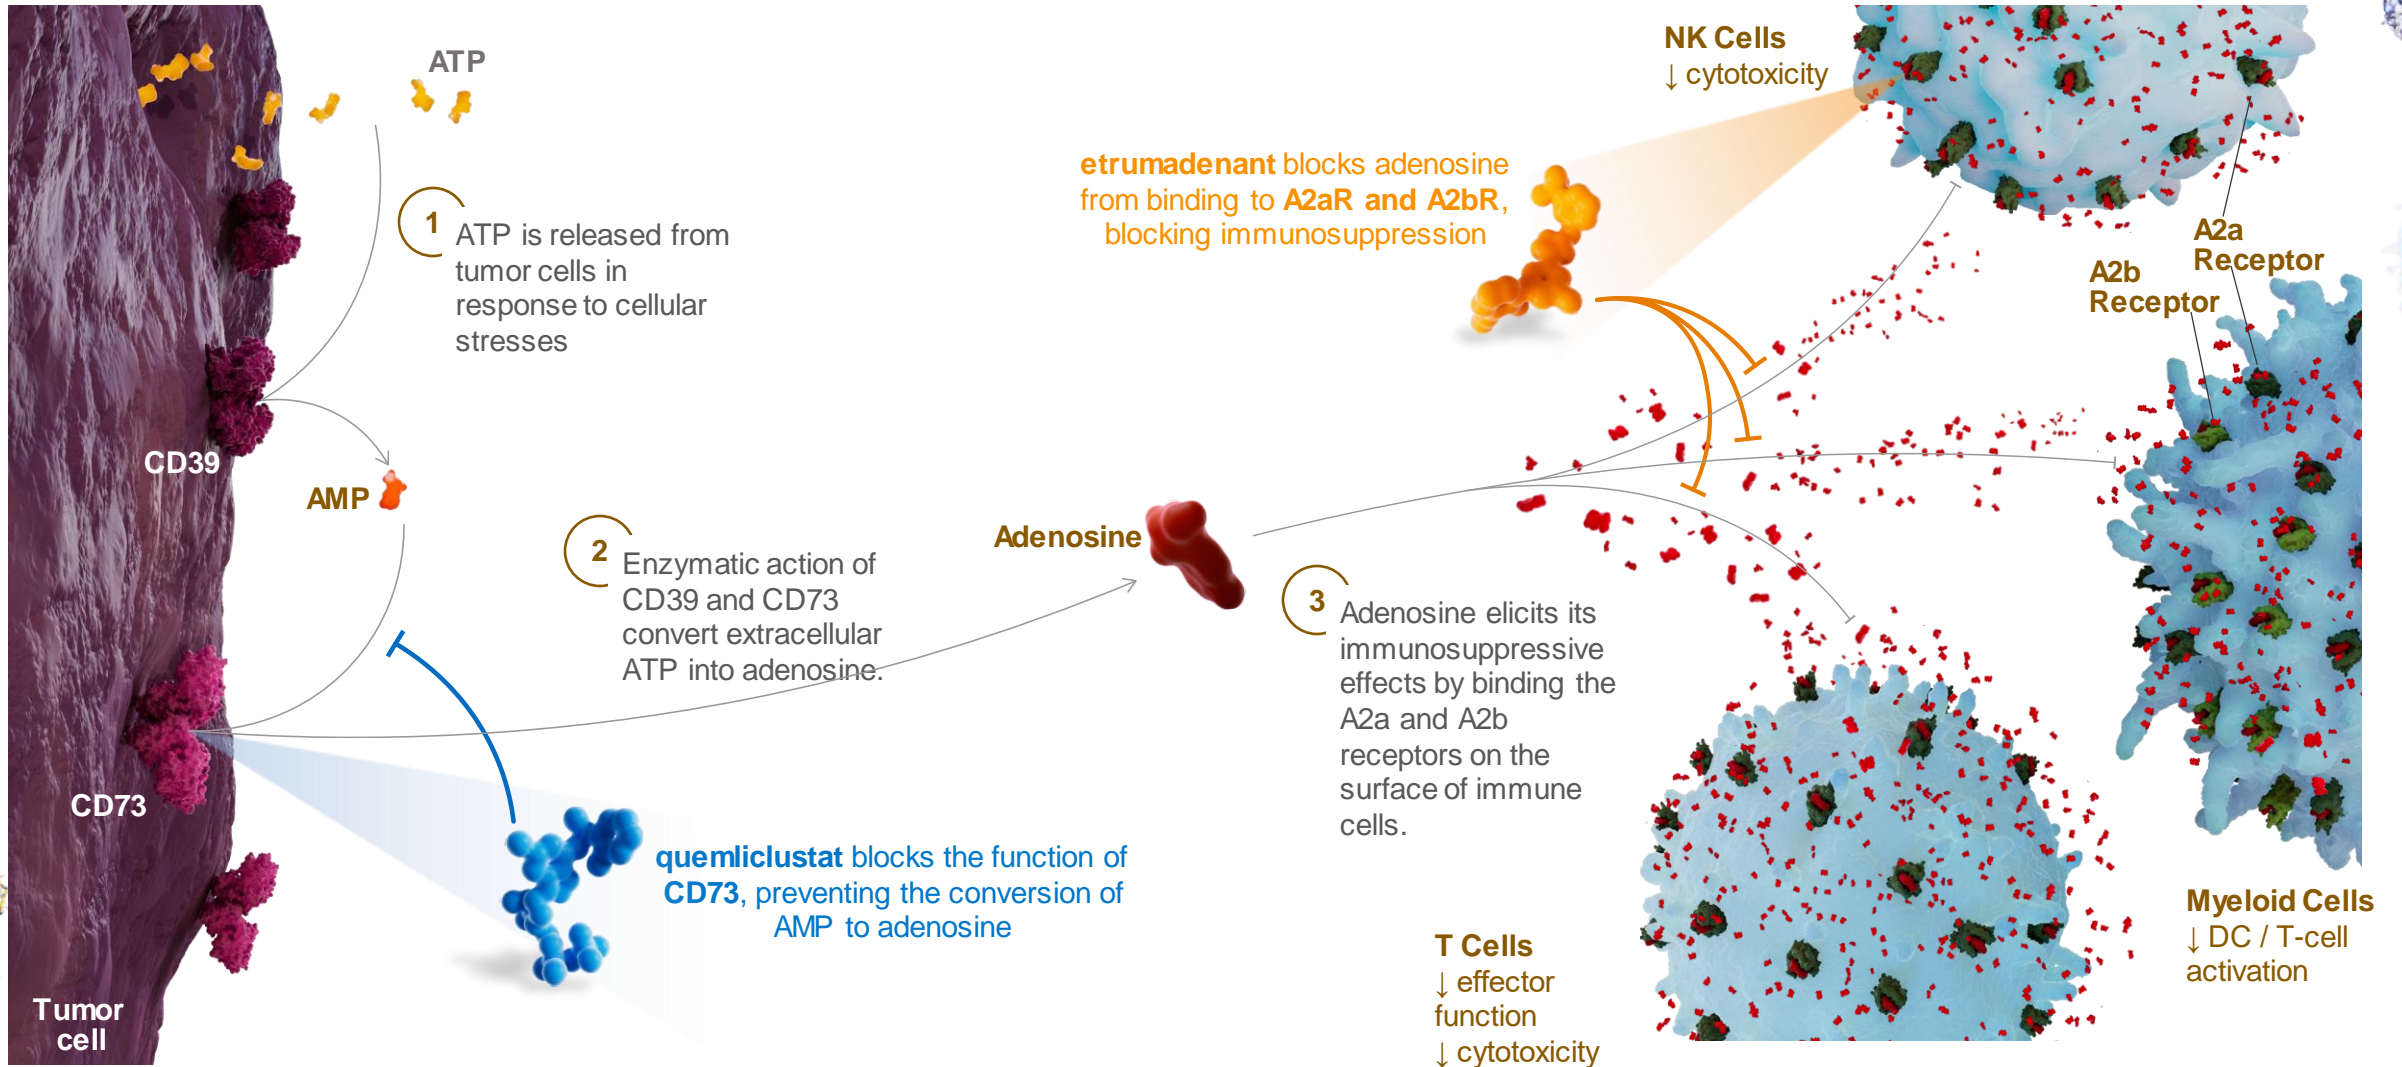 ATP
1
ATP is released from
tumor cells in
response to cellular
stresses
CD39
AMP
2
Enzymatic action of
CD39 and CD73
convert extracellular
ATP into adenosine.
CD73
Tumor
cell
quemliclustat blocks the function of
CD73, preventing the conversion of
AMP to adenosine
Adenosine
etrumadenant blocks adenosine
from binding to A2aR and A2bR,
blocking immunosuppression
3
Adenosine elicits its
immunosuppressive
effects by binding the
A2a and A2b
receptors on the
surface of immune
cells.
NK Cells
↓ cytotoxicity
A2a
Receptor
A2b
Receptor
T Cells
↓ effector
function
↓ cytotoxicity
Myeloid Cells
↓ DC / T-cell
activation